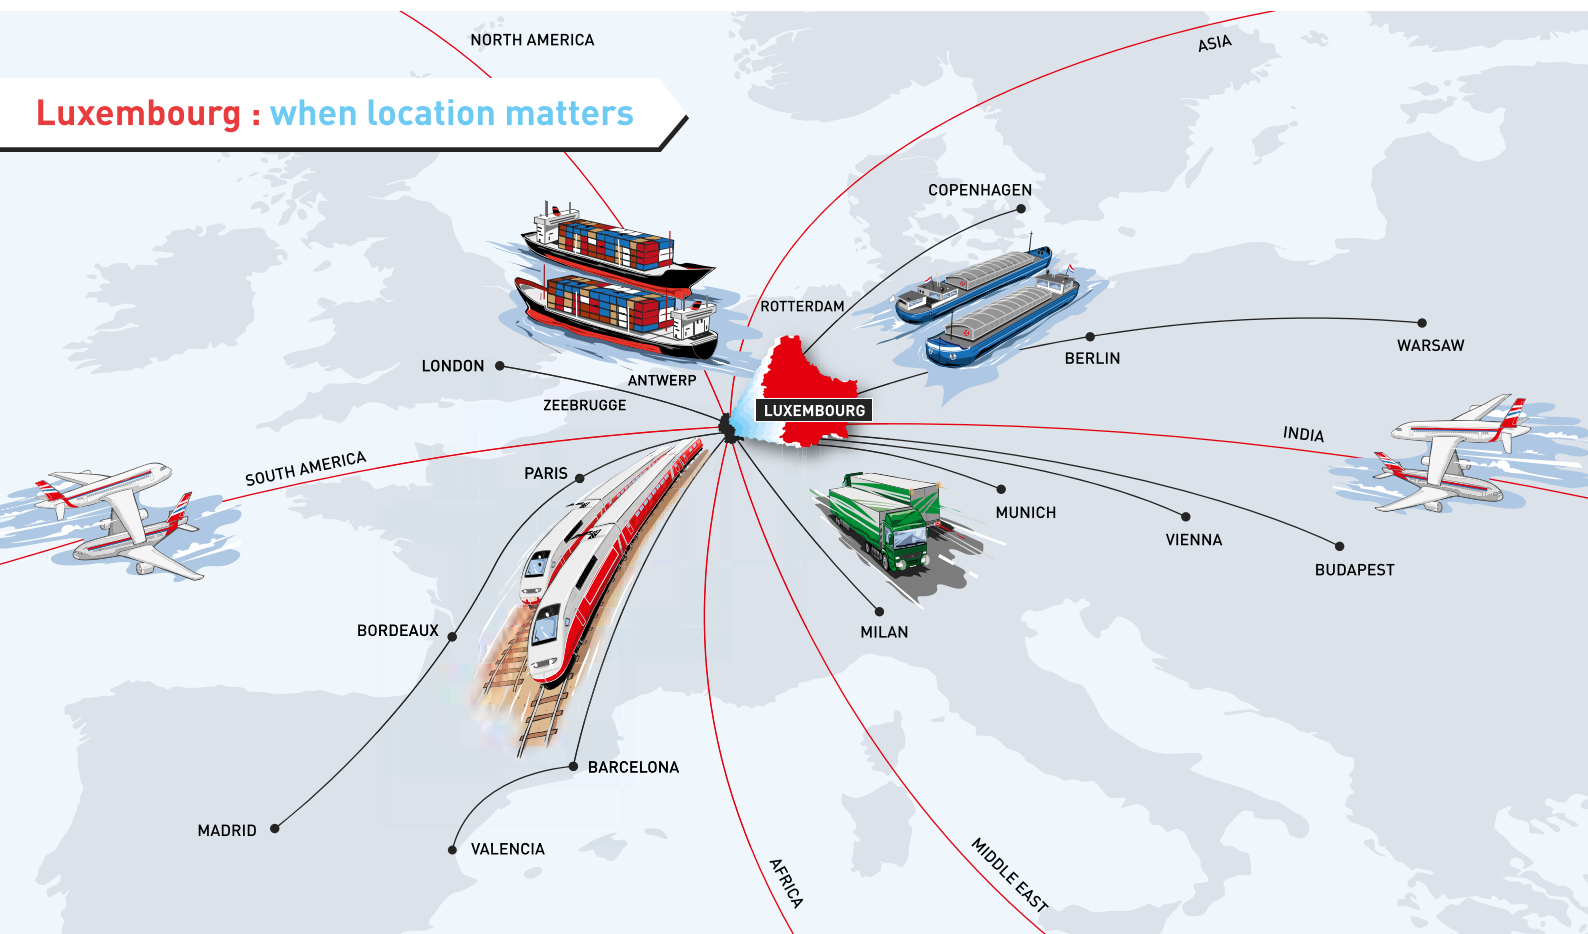 NORTH AMERICA
ASIA
Luxembourg : when location matters
COPENHAGEN
ROTTERDAM
WARSAW
BERLIN
LONDON
ANTWERP
ZEEBRUGGE
LUXEMBOURG
INDIA
SOUTH AMERICA
PARIS
MUNICH
VIENNA
BUDAPEST
BORDEAUX
MILAN
BARCELONA
MADRID
VALENCIA
AFRICA
MIDDLE EAST